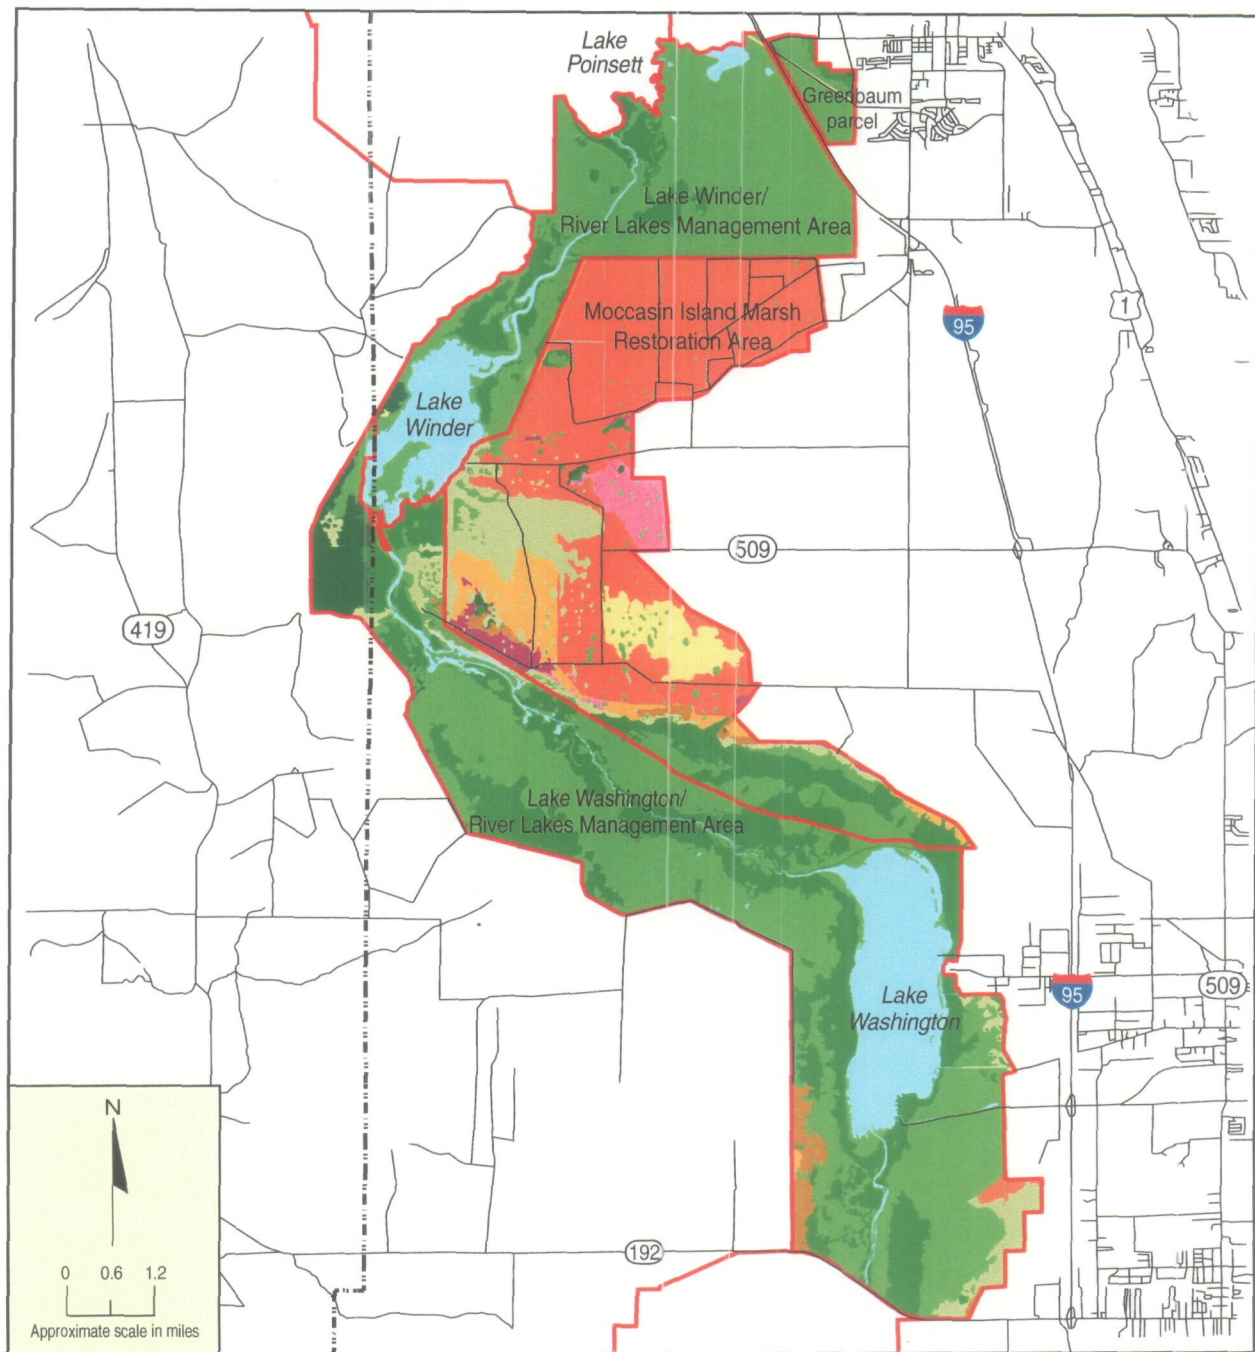 Lake
Poinsett
Greenbaum
parcel
Lake Winder/
River Lakes Management Area
Moccasin Island Marsh
Restoration Area
1
95
Lake
Winder
509
419
Lake Washington/
River Lakes Management Area
Lake
Washington
95
509
N
0 0.6 1.2
Approximate scale in miles
192